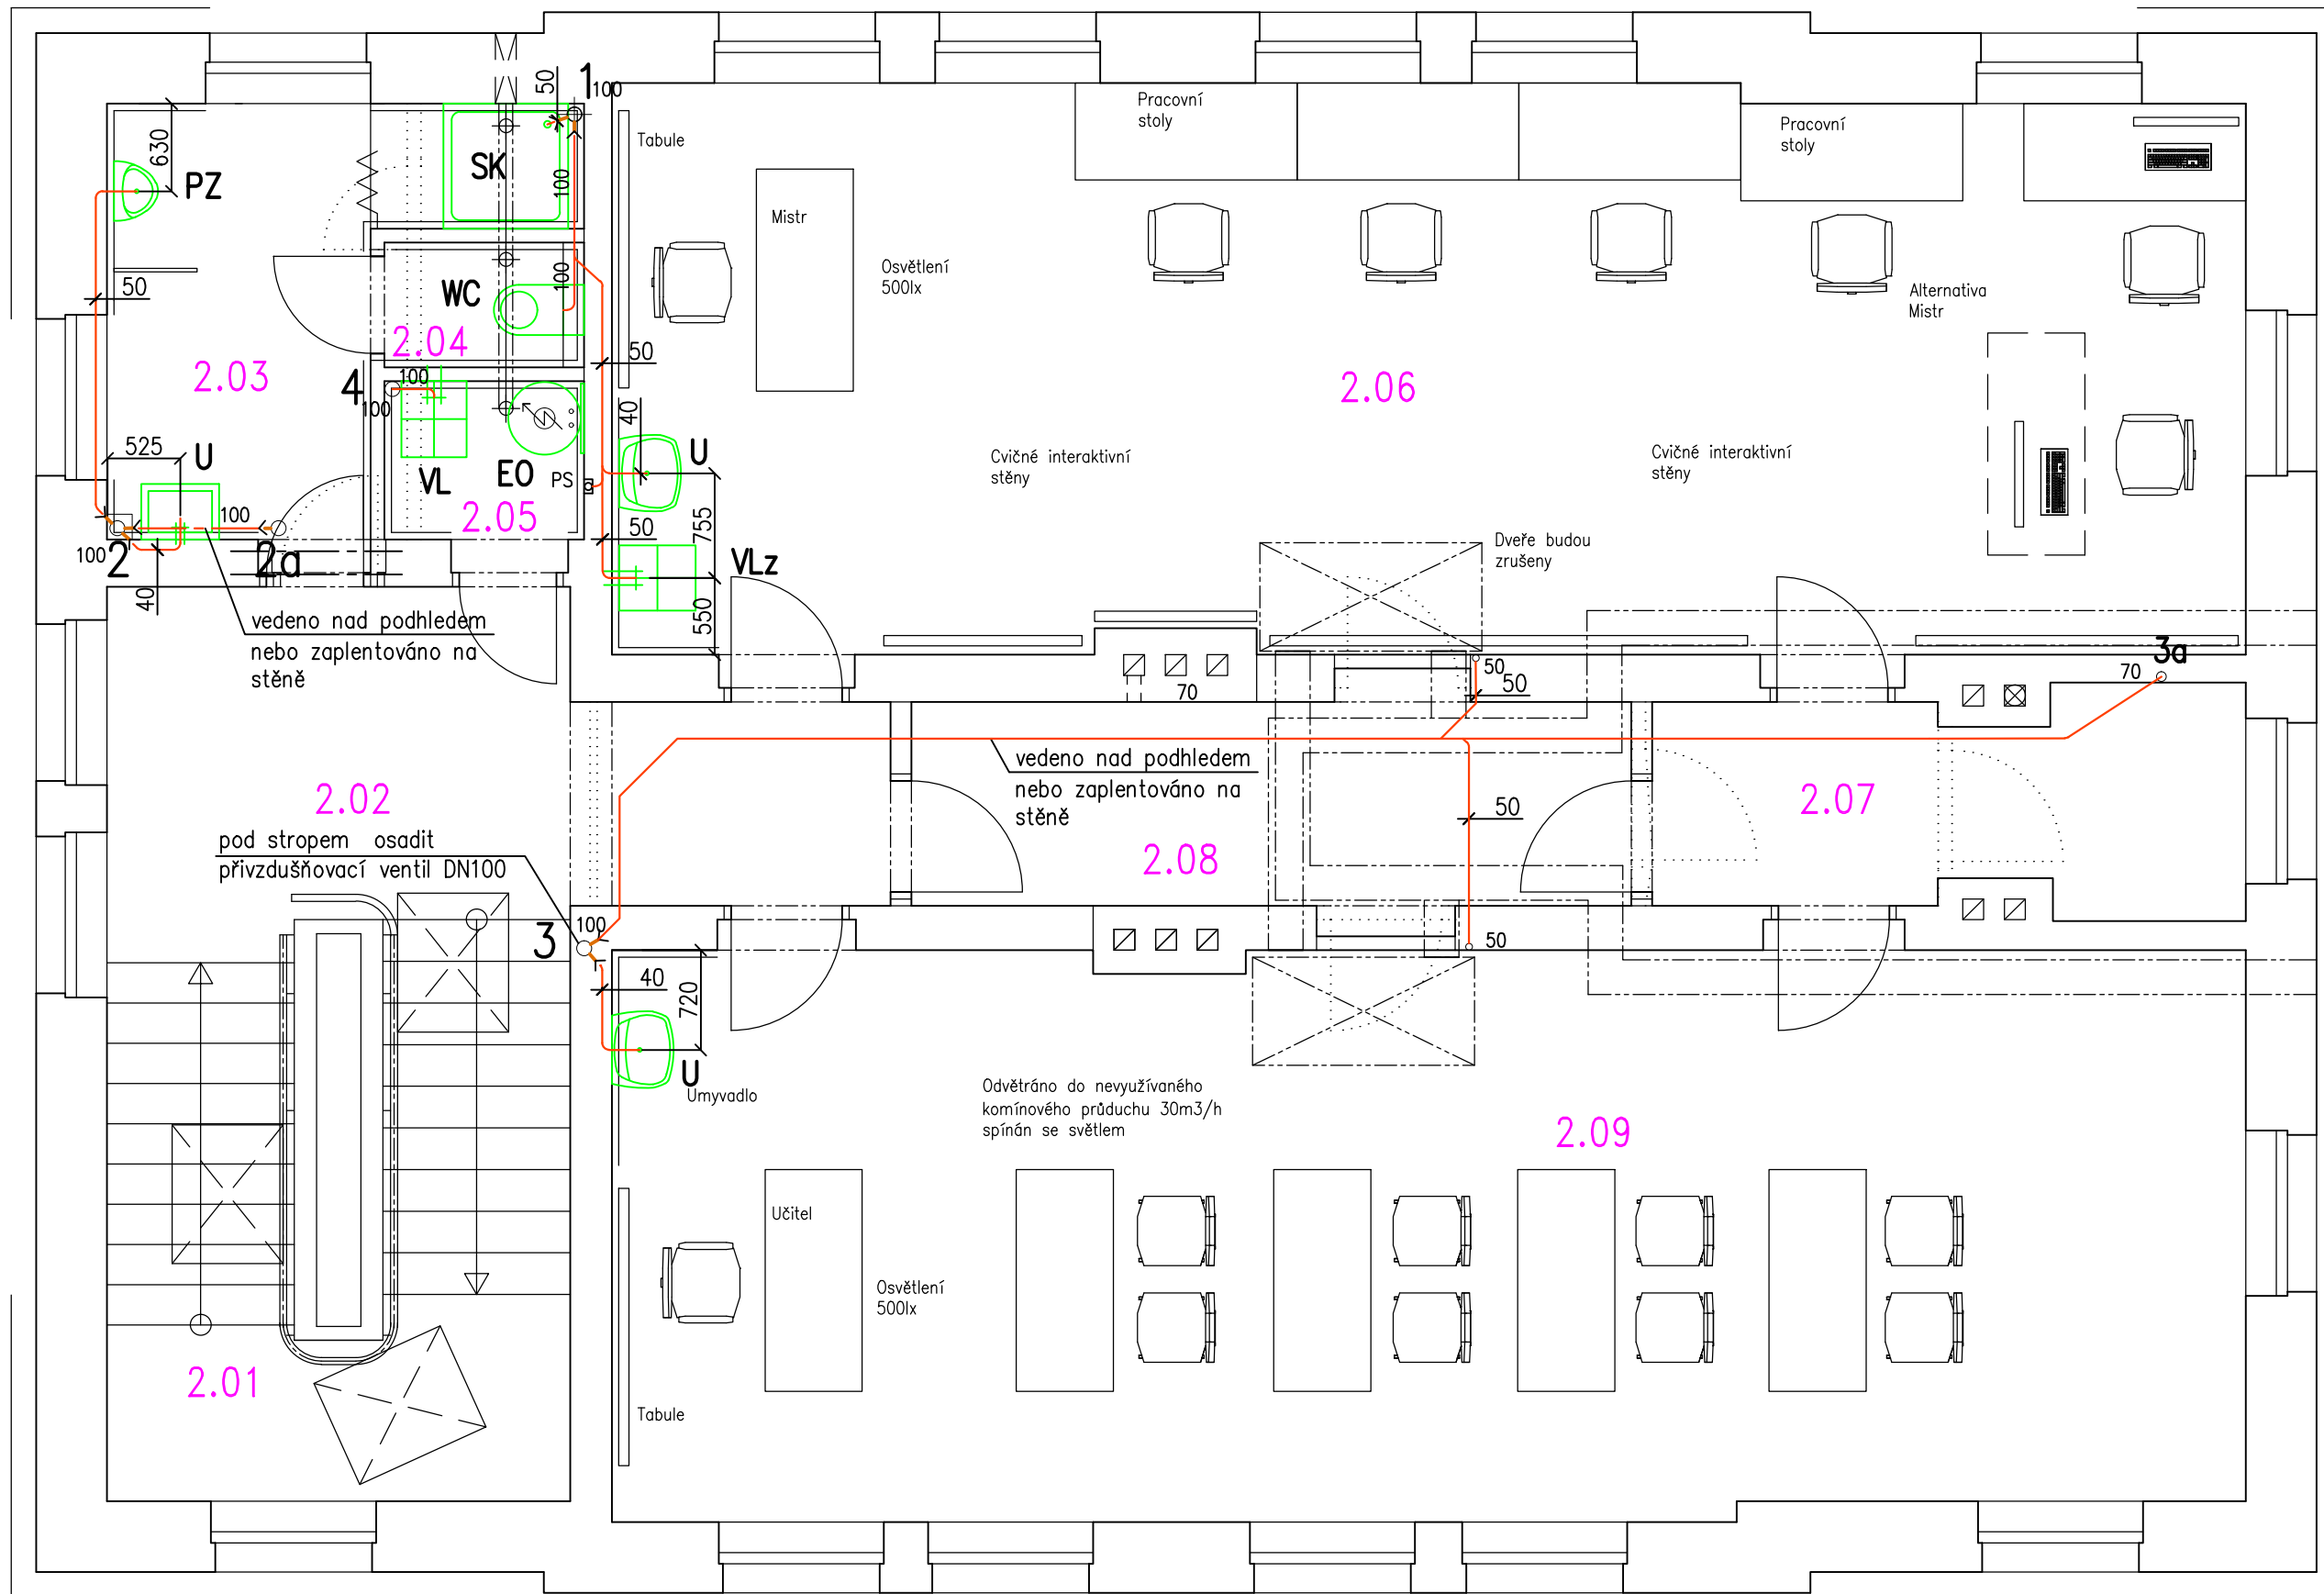 50
1
100
Pracovní
stoly
Pracovní
stoly
Tabule
630
SK
PZ
100
Mistr
Osvětlení
500lx
50
WC
100
Alternativa
Mistr
2.04
50
2.03
4
100
100
2.06
40
525
U
U
Cvičné interaktivní
stěny
Cvičné interaktivní
stěny
VL
EO
PS
2.05
100
50
755
Dveře budou
zrušeny
100
2
2a
VLz
40
550
vedeno nad podhledem
nebo zaplentováno na
stěně
3a
50
70
70
50
vedeno nad podhledem
nebo zaplentováno na
stěně
2.02
2.07
50
pod stropem osadit
přivzdušňovací ventil DN100
2.08
3
100
50
40
720
U
Umyvadlo
Odvětráno do nevyužívaného
komínového průduchu 30m3/h
spínán se světlem
2.09
Učitel
Osvětlení
500lx
2.01
Tabule